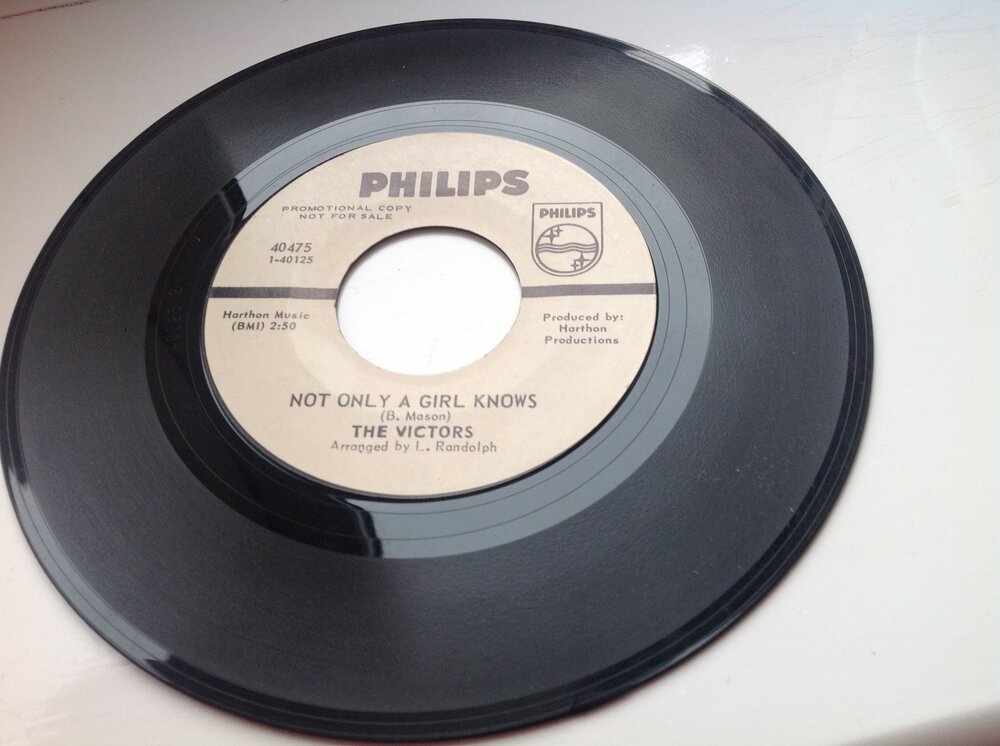 PHILIPS
PROMOTIONAL COPY
NOT FOR SALE
PHILIPS
40475
1-40125
Harthon Music
(BMI) 2:50
Produced by:
Harthon
Productions
NOT ONLY A GIRL KNOWS
(B. Mason)
THE VICTORS
Arranged by L. Randolph